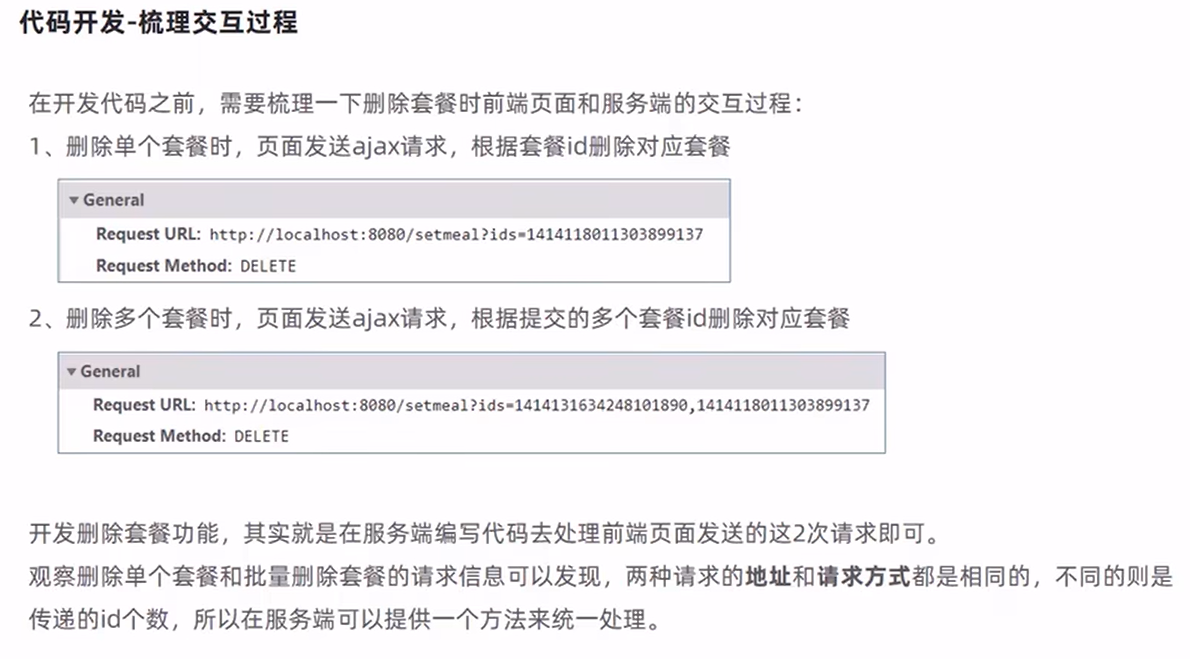 代码开发-梳理交互过程
在开发代码之前，需要梳理一下删除套餐时前端页面和服务端的交互过程：
1、删除单个套餐时，页面发送ajax请求，根据套餐id删除对应套餐
▼ General
Request URL: http://localhost:8080/setmeal?ids=1414118011303899137
Request Method: DELETE
2、删除多个套餐时，页面发送ajax请求，根据提交的多个套餐id删除对应套餐
▼ General
Request URL: http://localhost:8080/setmeal?ids=1414131634248101890,1414118011303899137
Request Method: DELETE
开发删除套餐功能，其实就是在服务端编写代码去处理前端页面发送的这2次请求即可。
观察删除单个套餐和批量删除套餐的请求信息可以发现，两种请求的地址和请求方式都是相同的，不同的则是
传递的id个数，所以在服务端可以提供一个方法来统一处理。